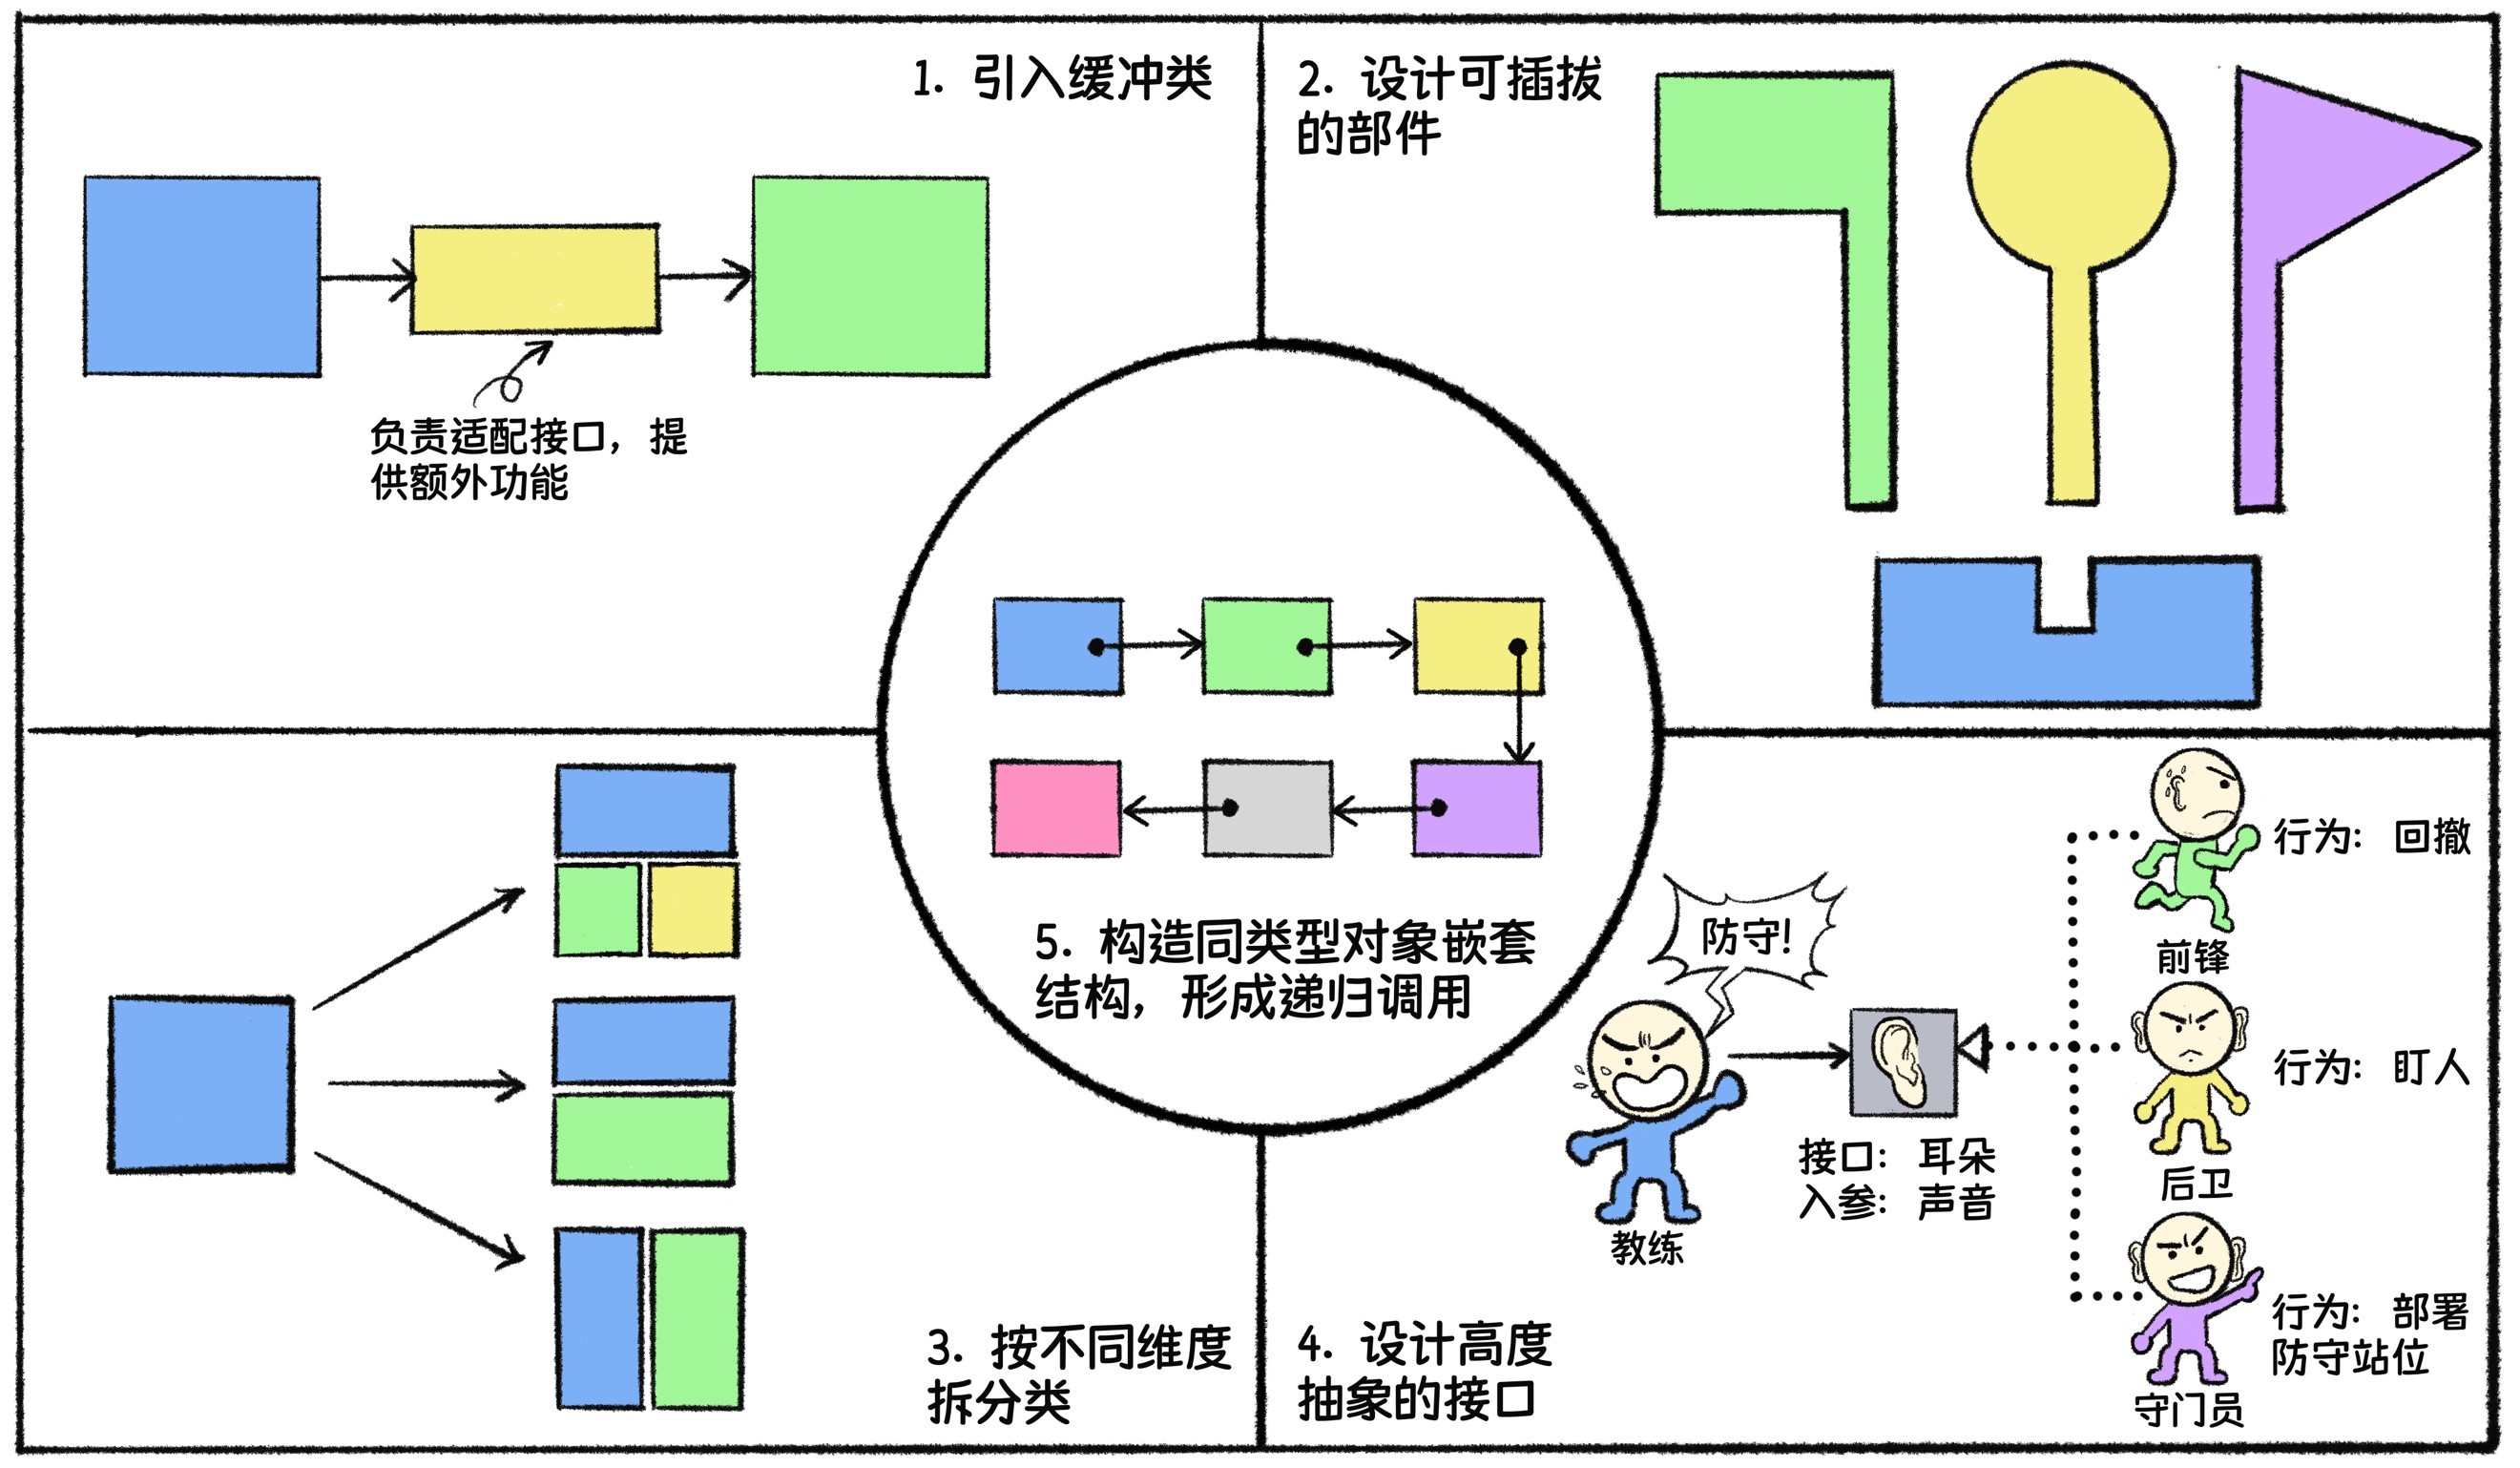 1. 引入缓冲类
负责适配接口，提
供额外功能
2. 设计可插拔
的部件
3. 按不同维度
拆分类
4. 设计高度
抽象的接口
防守！
教练
接口： 耳朵
入参： 声音
行为： 回撤
前锋
行为： 盯人
后卫
行为： 部署
防守站位
守门员
5. 构造同类型对象嵌套
结构，形成递归调用